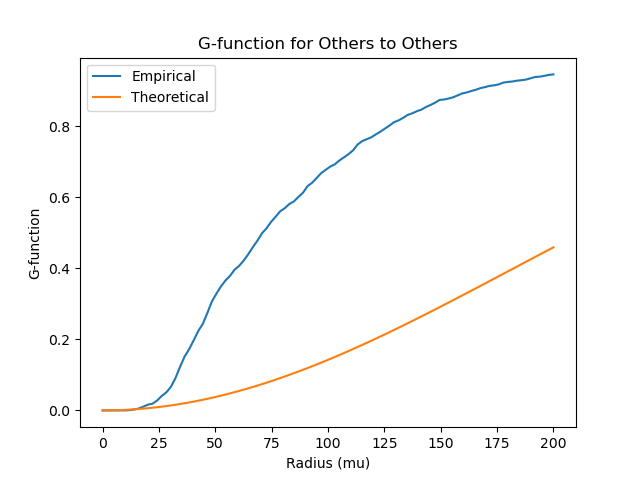 G-function for Others to Others
Empirical
Theoretical
G-function
0.8
0.6
0.4
0.2
0.0
0 25 50 75 100 125 150 175 200
Radius (mu)